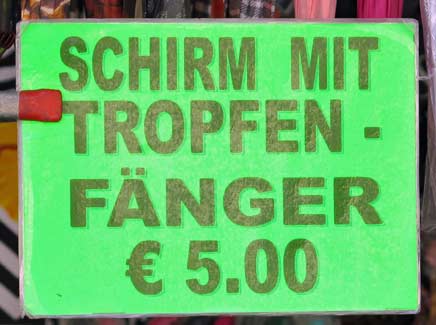 SCHIRM MIT
TROPFEN-
FÄNGER
€ 5.00